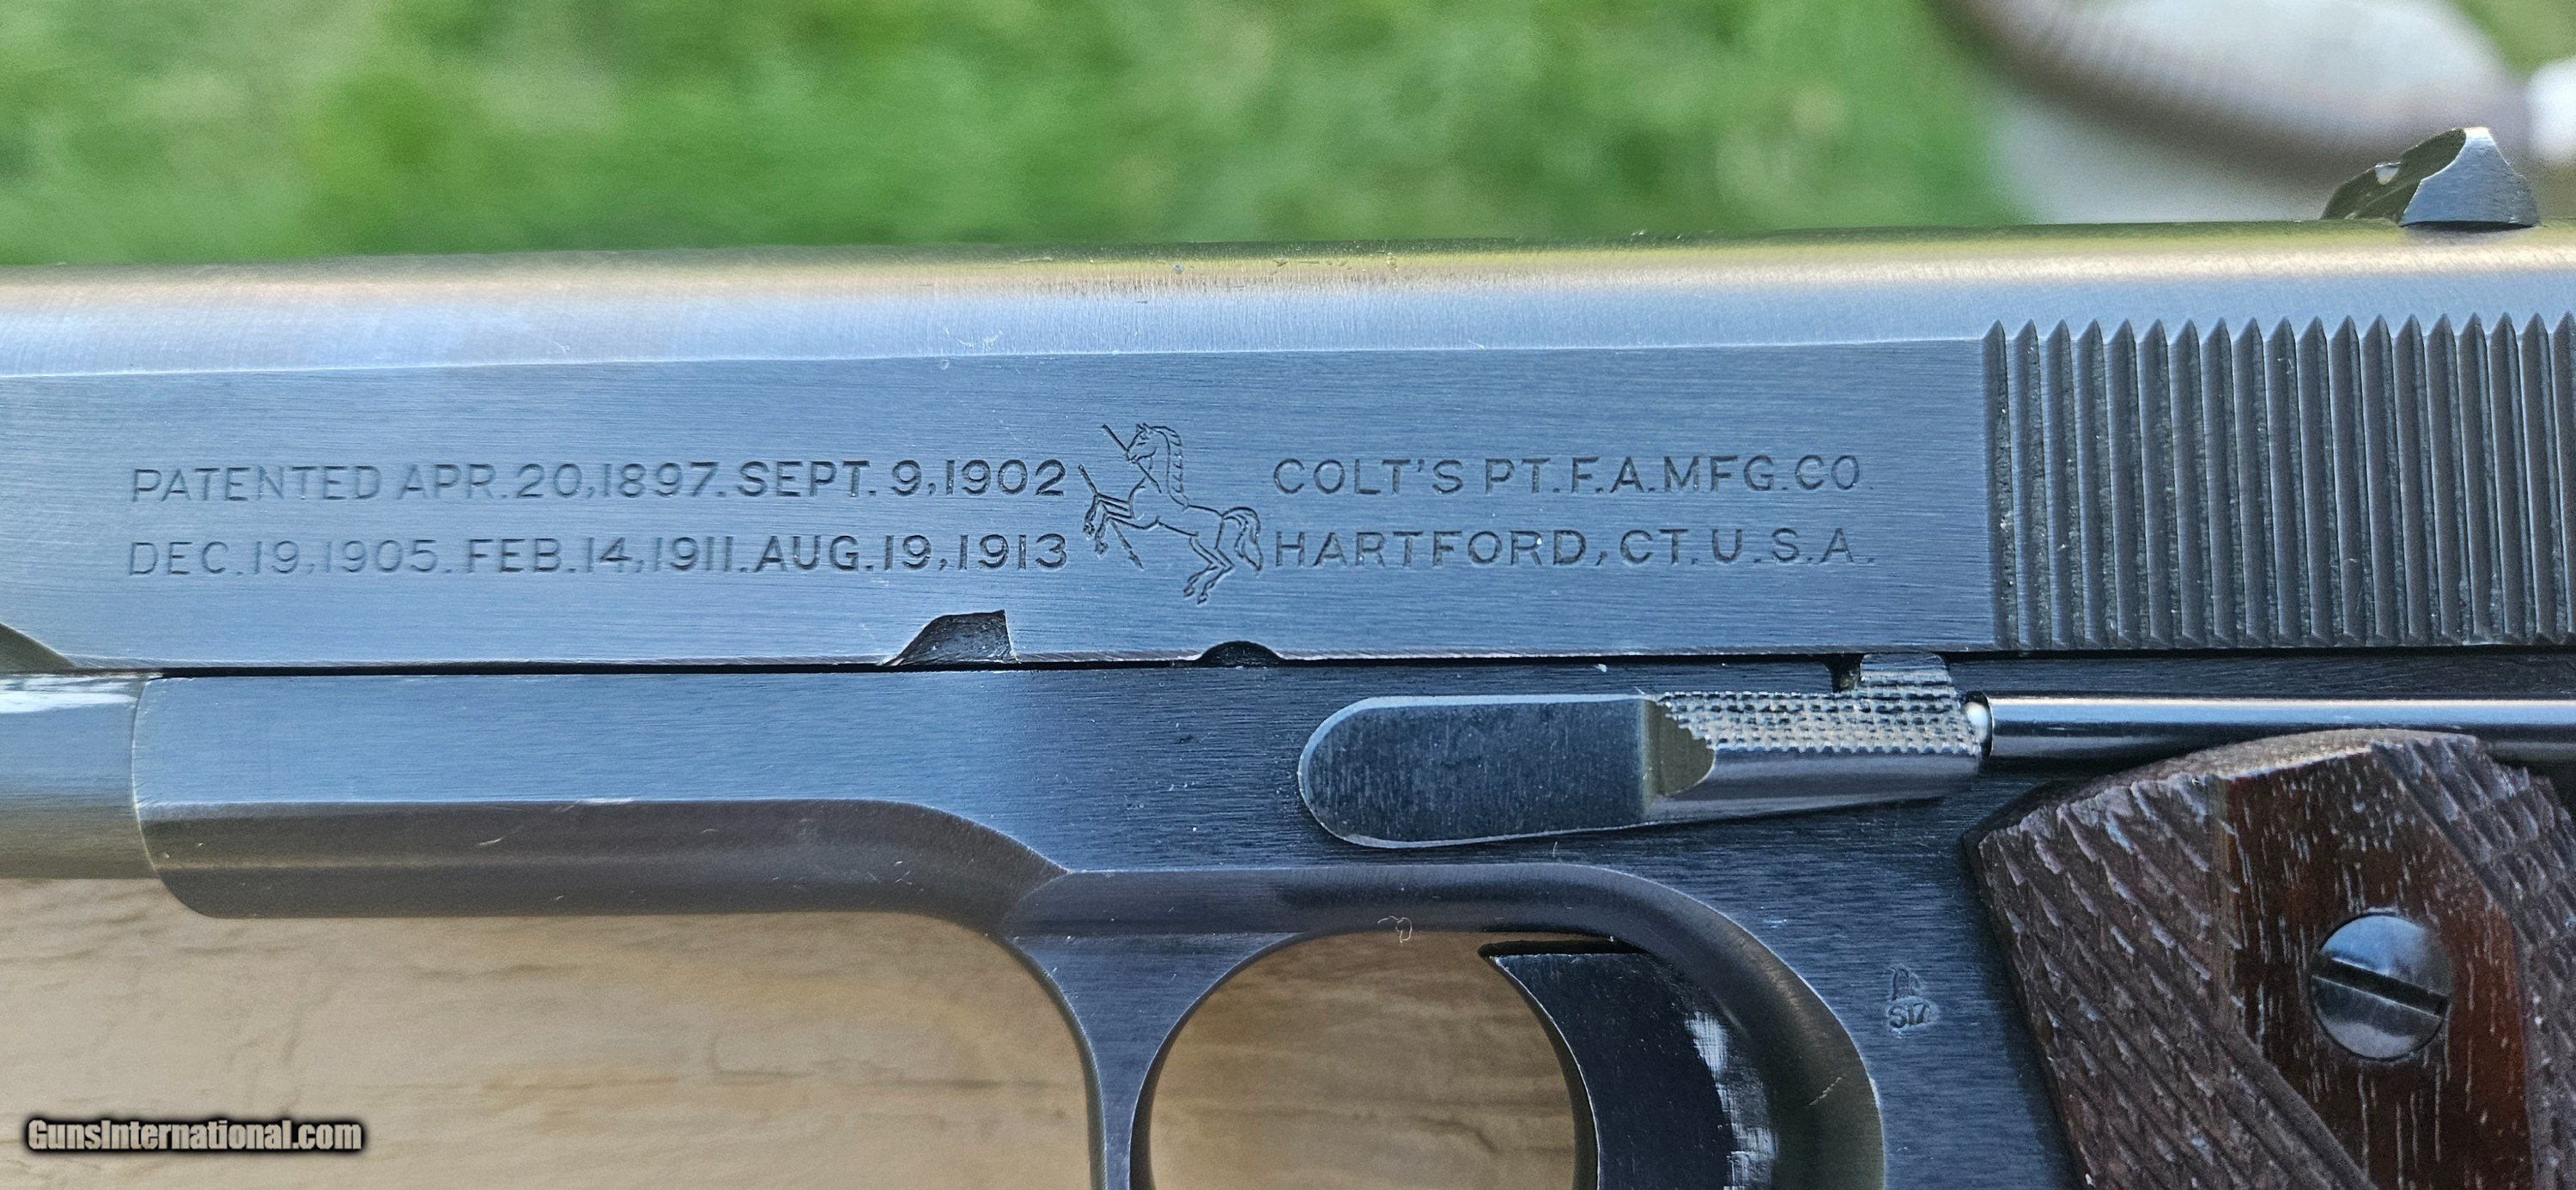 PATENTED APR.20,1897.SEPT.9,1902
DEC.19,1905.FEB.14,1911.AUG.19,1913
COLT'S PT.F.A.MFG.CO.
HARTFORD,CT.U.S.A.
GunsInternational.com